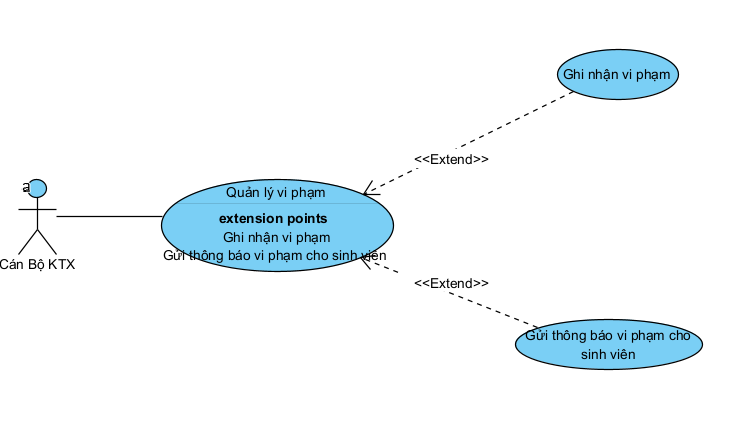 Ghi nhận vi phạm
<<Extend>>
a
Quản lý vi phạm
extension points
Ghi nhận vi phạm
Gửi thông báo vi phạm cho sinh viên
Cán Bộ KTX
<<Extend>>
Gửi thông báo vi phạm cho
sinh viên